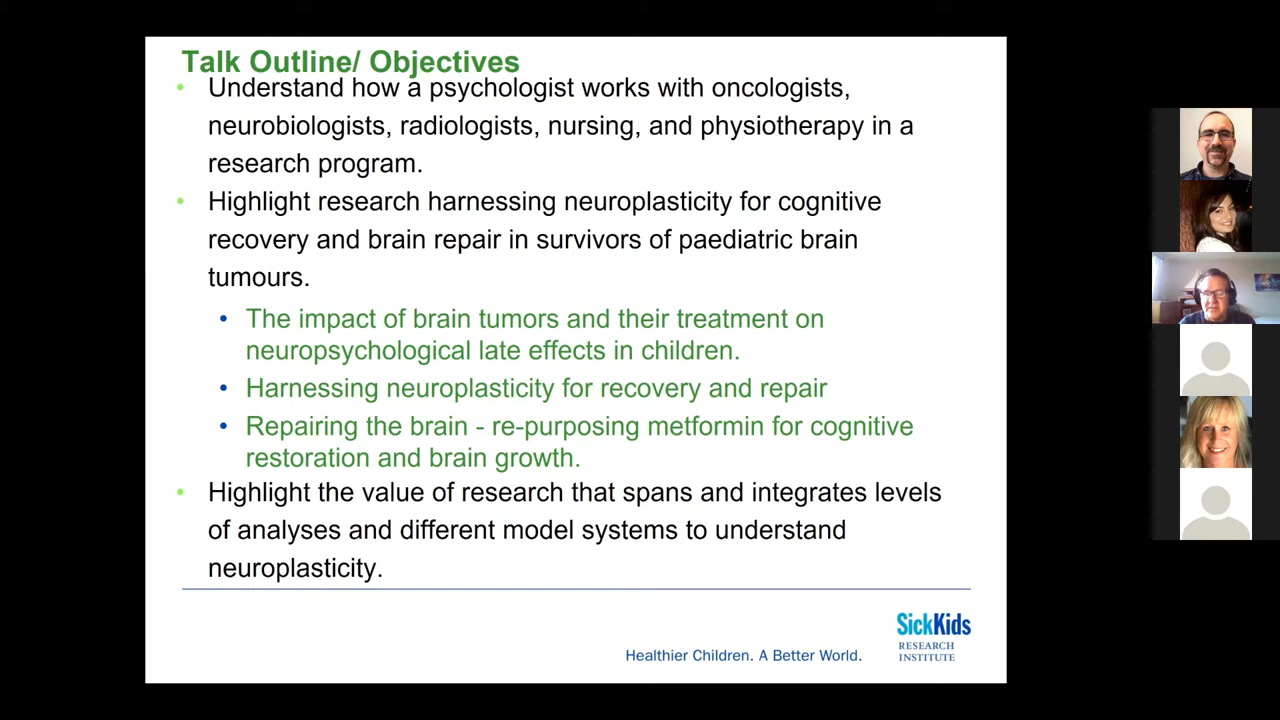 Talk Outline/ Objectives
• Understand how a psychologist works with oncologists,
neurobiologists, radiologists, nursing, and physiotherapy in a
research program.
• Highlight research harnessing neuroplasticity for cognitive
recovery and brain repair in survivors of paediatric brain
tumours.
• The impact of brain tumors and their treatment on
neuropsychological late effects in children.
• Harnessing neuroplasticity for recovery and repair
• Repairing the brain - re-purposing metformin for cognitive
restoration and brain growth.
• Highlight the value of research that spans and integrates levels
of analyses and different model systems to understand
neuroplasticity.
SickKids
RESEARCH
INSTITUTE
Healthier Children. A Better World.